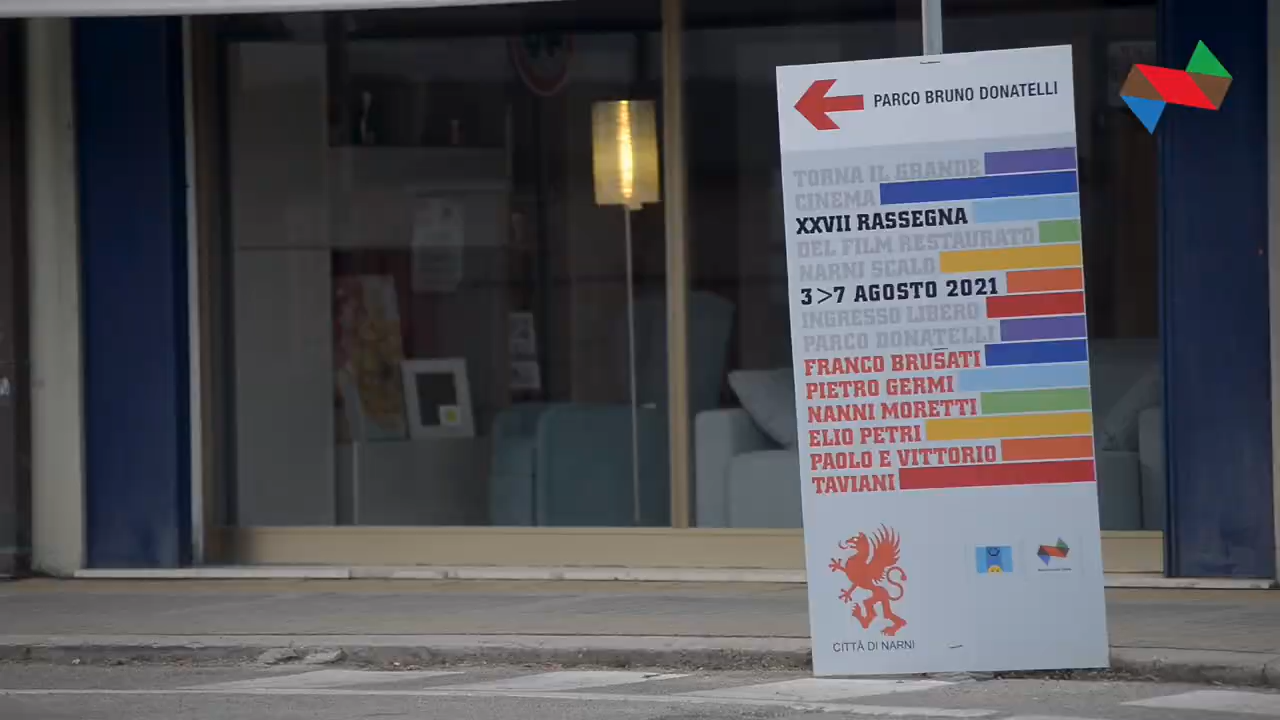 PARCO BRUNO DONATELLI
TORNA IL GRANDE
CINEMA
XXVII RASSEGNA
DEL FILM RESTAURATO
NARNI SCALO
3>7 AGOSTO 2021
INGRESSO LIBERO
PARCO DONATELLI
FRANCO BRUSATI
PIETRO GERMI
NANNI MORETTI
ELIO PETRI
PAOLO E VITTORIO
TAVIANI
CITTÀ DI NARNI